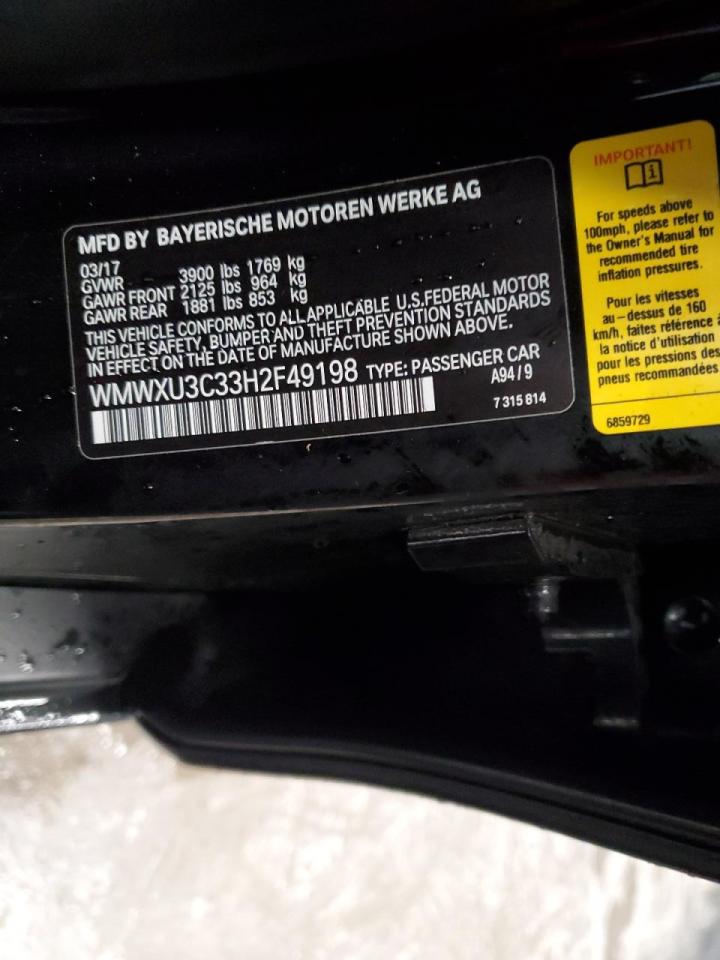 MFD BY BAYERISCHE MOTOREN WERKE AG
03/17
GVWR 3900 lbs 1769 kg
GAWR FRONT 2125 lbs 964 kg
GAWR REAR 1881 lbs 853 kg
THIS VEHICLE CONFORMS TO ALL APPLICABLE U.S.FEDERAL MOTOR
VEHICLE SAFETY, BUMPER AND THEFT PREVENTION STANDARDS
IN EFFECT ON THE DATE OF MANUFACTURE SHOWN ABOVE.
WMWXU3C33H2F49198 TYPE: PASSENGER CAR
A94/9
7 315 814
IMPORTANT!
i
For speeds above
100mph, please refer to
the Owner's Manual for
recommended tire
inflation pressures.
Pour les vitesses
au-dessus de 160
km/h, faites référence à
la notice d'utilisation
pour les pressions des
pneus recommandées
6859729